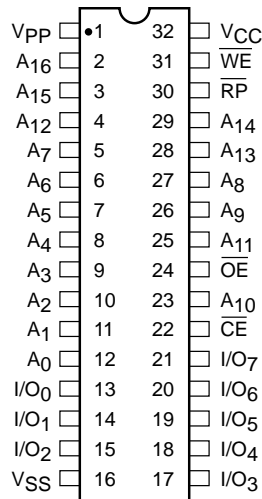 VPP •1 32 VCC
A16 2 31 WE
A15 3 30 RP
A12 4 29 A14
A7 5 28 A13
A6 6 27 A8
A5 7 26 A9
A4 8 25 A11
A3 9 24 OE
A2 10 23 A10
A1 11 22 CE
A0 12 21 I/O7
I/O0 13 20 I/O6
I/O1 14 19 I/O5
I/O2 15 18 I/O4
VSS 16 17 I/O3